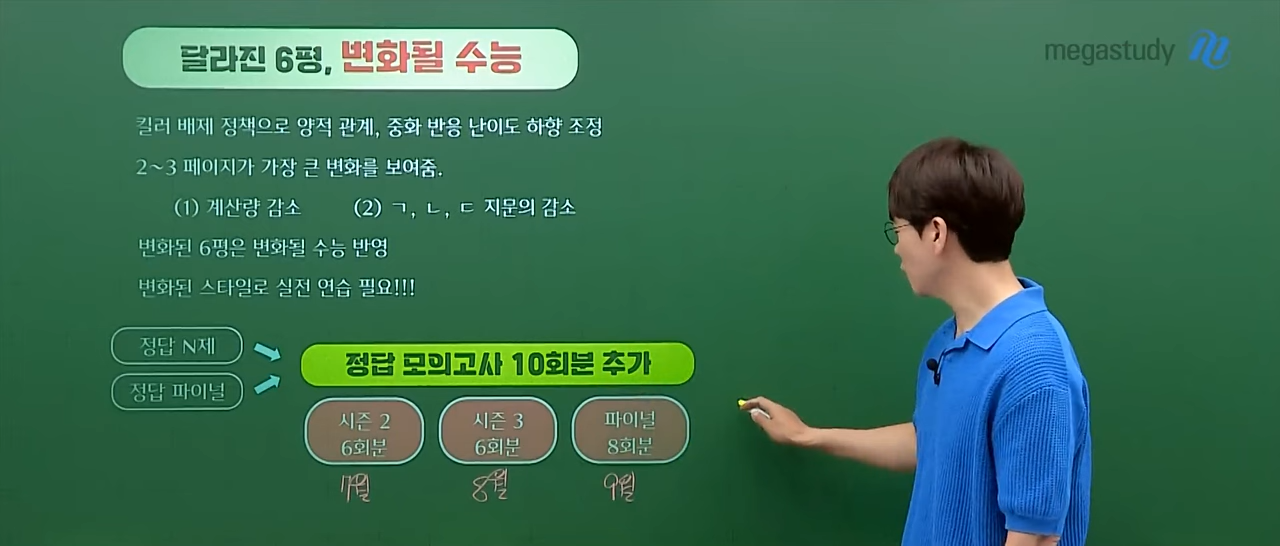 달라진 6평, 변화될 수능
megastudy
킬러 배제 정책으로 양적 관계, 중화 반응 난이도 하향 조정
2~3 페이지가 가장 큰 변화를 보여줌.
(1) 계산량 감소 (2) ㄱ, ㄴ, ㄷ 지문의 감소
변화된 6평은 변화될 수능 반영
변화된 스타일로 실전 연습 필요!!!
정답 N제
정답 파이널
정답 모의고사 10회분 추가
시즌 2
6회분
시즌 3
6회분
파이널
8회분
7월
8월
9월